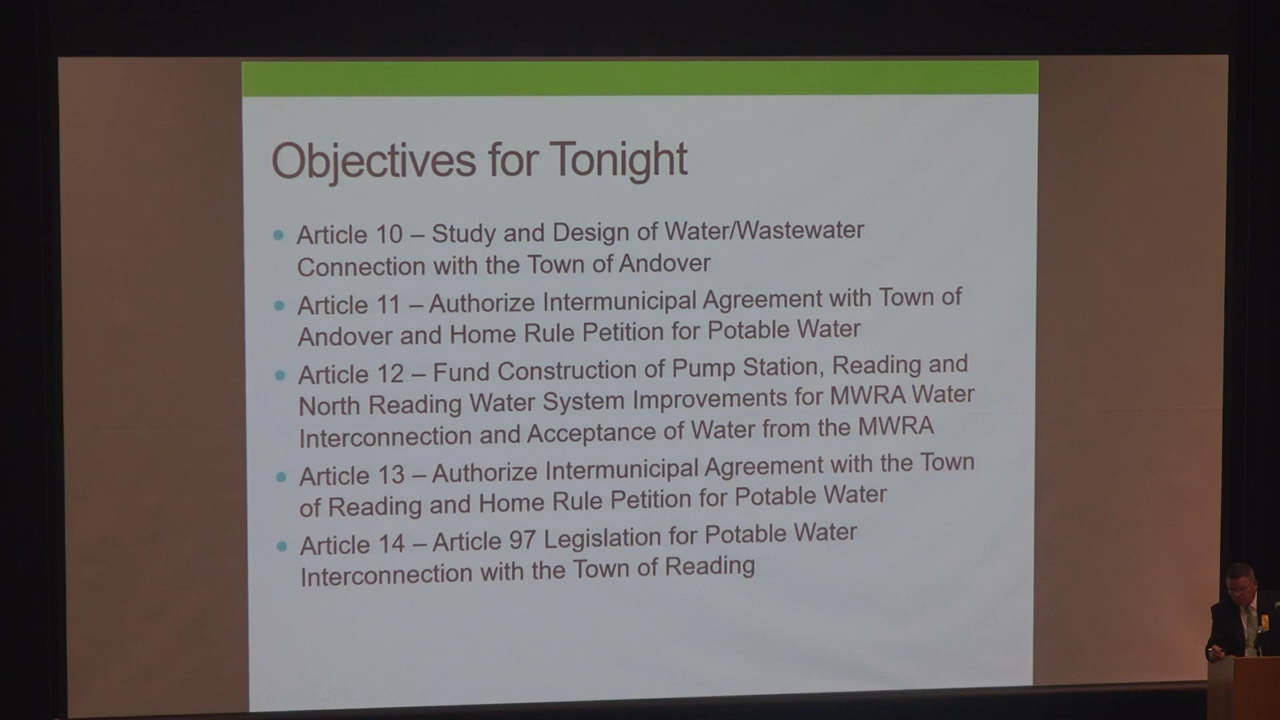 Objectives for Tonight
• Article 10 – Study and Design of Water/Wastewater
Connection with the Town of Andover
• Article 11 – Authorize Intermunicipal Agreement with Town of
Andover and Home Rule Petition for Potable Water
• Article 12 – Fund Construction of Pump Station, Reading and
North Reading Water System Improvements for MWRA Water
Interconnection and Acceptance of Water from the MWRA
• Article 13 – Authorize Intermunicipal Agreement with the Town
of Reading and Home Rule Petition for Potable Water
• Article 14 – Article 97 Legislation for Potable Water
Interconnection with the Town of Reading